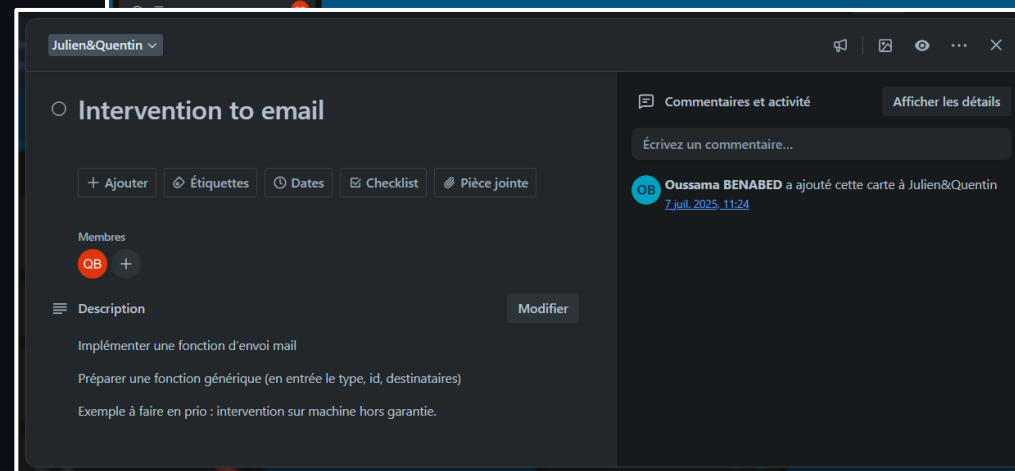 Julien&Quentin
Intervention to email
+ Ajouter
Étiquettes
Dates
Checklist
Pièce jointe
Membres
QB
+
Description
Modifier
Implémenter une fonction d'envoi mail
Préparer une fonction générique (en entrée le type, id, destinataires)
Exemple à faire en prio : intervention sur machine hors garantie.
Commentaires et activité
Afficher les détails
Écrivez un commentaire...
OB
Oussama BENABED a ajouté cette carte à Julien&Quentin
7 juil. 2025, 11:24